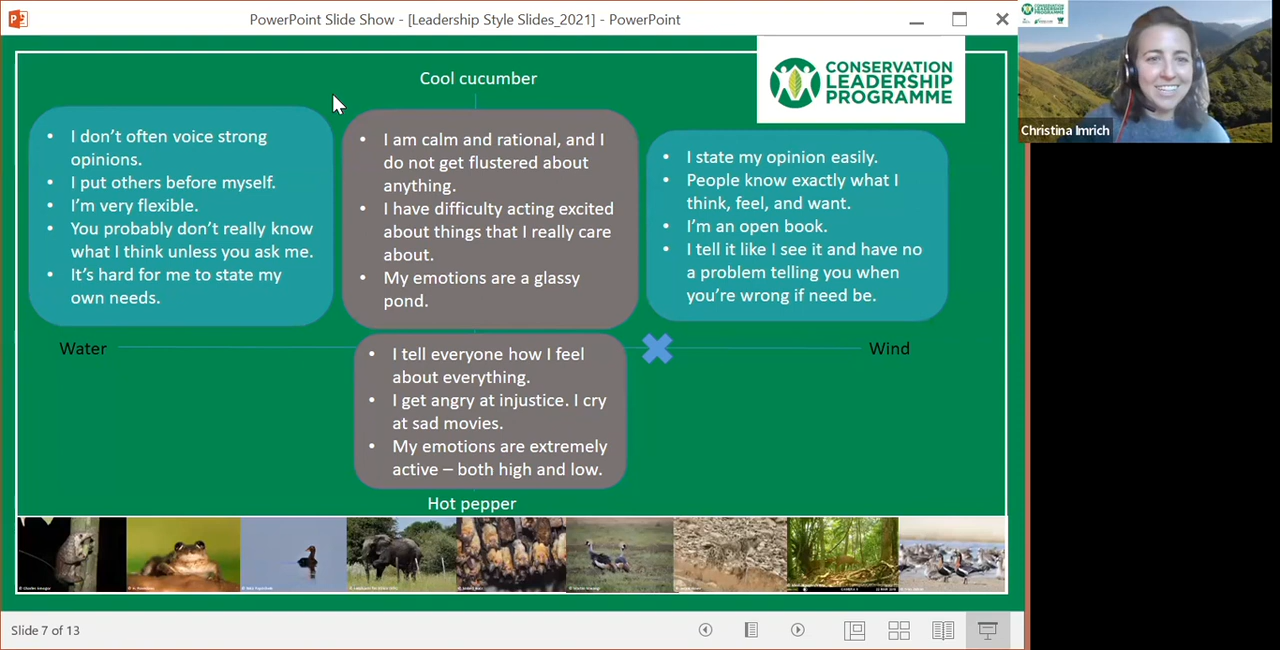 PowerPoint Slide Show - [Leadership Style Slides_2021] - PowerPoint
Cool cucumber
CONSERVATION
LEADERSHIP
PROGRAMME
CONSERVATION
LEADERSHIP
PROGRAMME
Christina Imrich
• I don’t often voice strong
opinions.
• I put others before myself.
• I’m very flexible.
• You probably don’t really know
what I think unless you ask me.
• It’s hard for me to state my
own needs.
• I am calm and rational, and I
do not get flustered about
anything.
• I have difficulty acting excited
about things that I really care
about.
• My emotions are a glassy
pond.
• I state my opinion easily.
• People know exactly what I
think, feel, and want.
• I’m an open book.
• I tell it like I see it and have no
a problem telling you when
you’re wrong if need be.
Water
Wind
• I tell everyone how I feel
about everything.
• I get angry at injustice. I cry
at sad movies.
• My emotions are extremely
active – both high and low.
Hot pepper
Slide 7 of 13